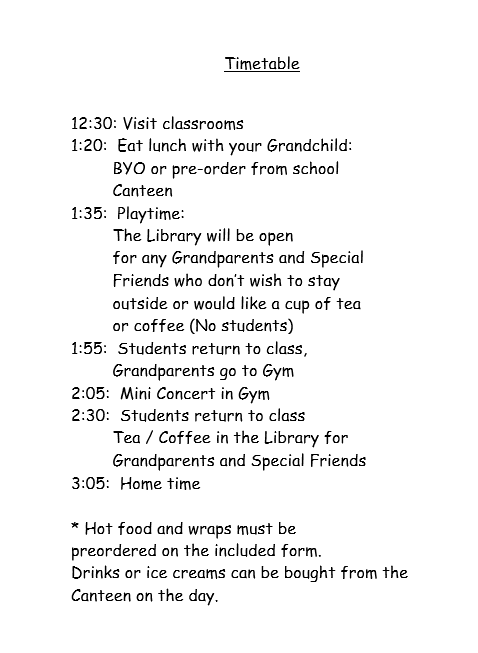 Timetable
12:30: Visit classrooms
1:20: Eat lunch with your Grandchild:
BYO or pre-order from school
Canteen
1:35: Playtime:
The Library will be open
for any Grandparents and Special
Friends who don't wish to stay
outside or would like a cup of tea
or coffee (No students)
1:55: Students return to class,
Grandparents go to Gym
2:05: Mini Concert in Gym
2:30: Students return to class
Tea / Coffee in the Library for
Grandparents and Special Friends
3:05: Home time
* Hot food and wraps must be
preordered on the included form.
Drinks or ice creams can be bought from the
Canteen on the day.